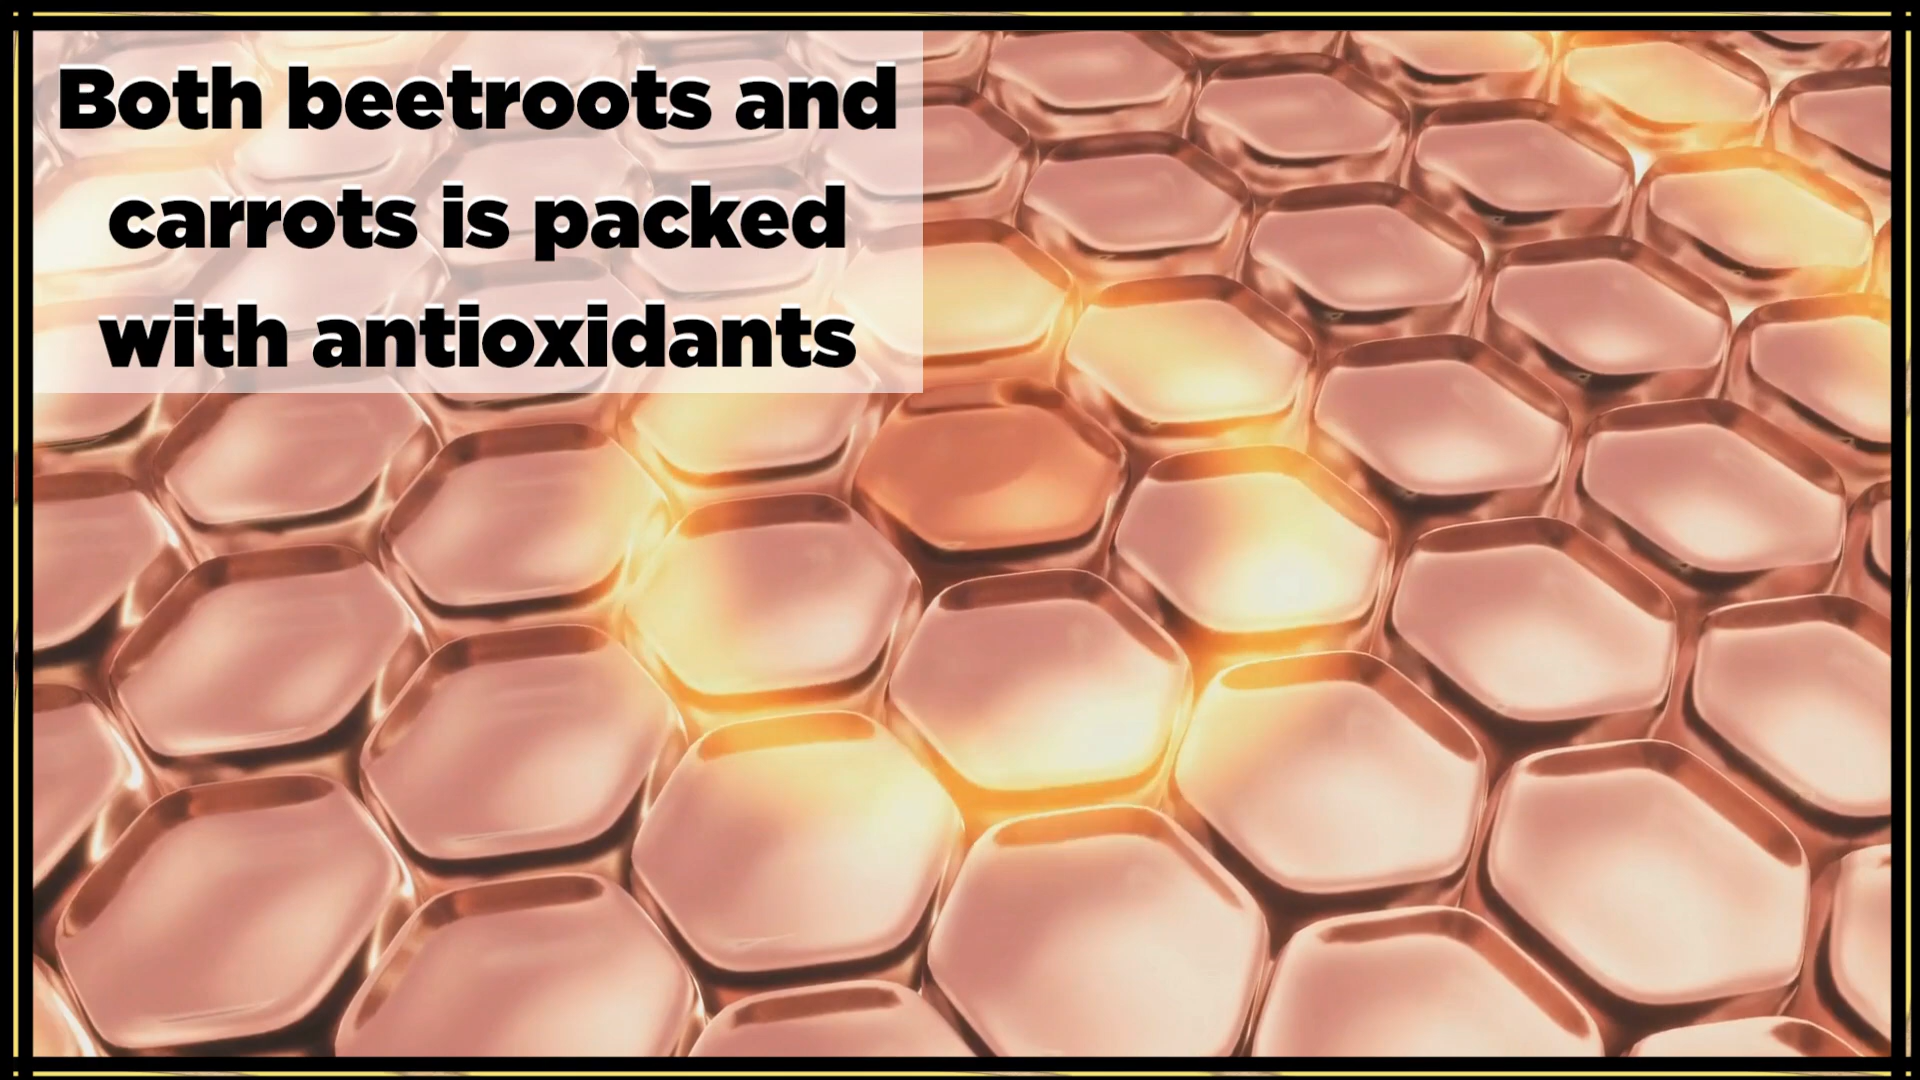 Both beetroots and
carrots is packed
with antioxidants